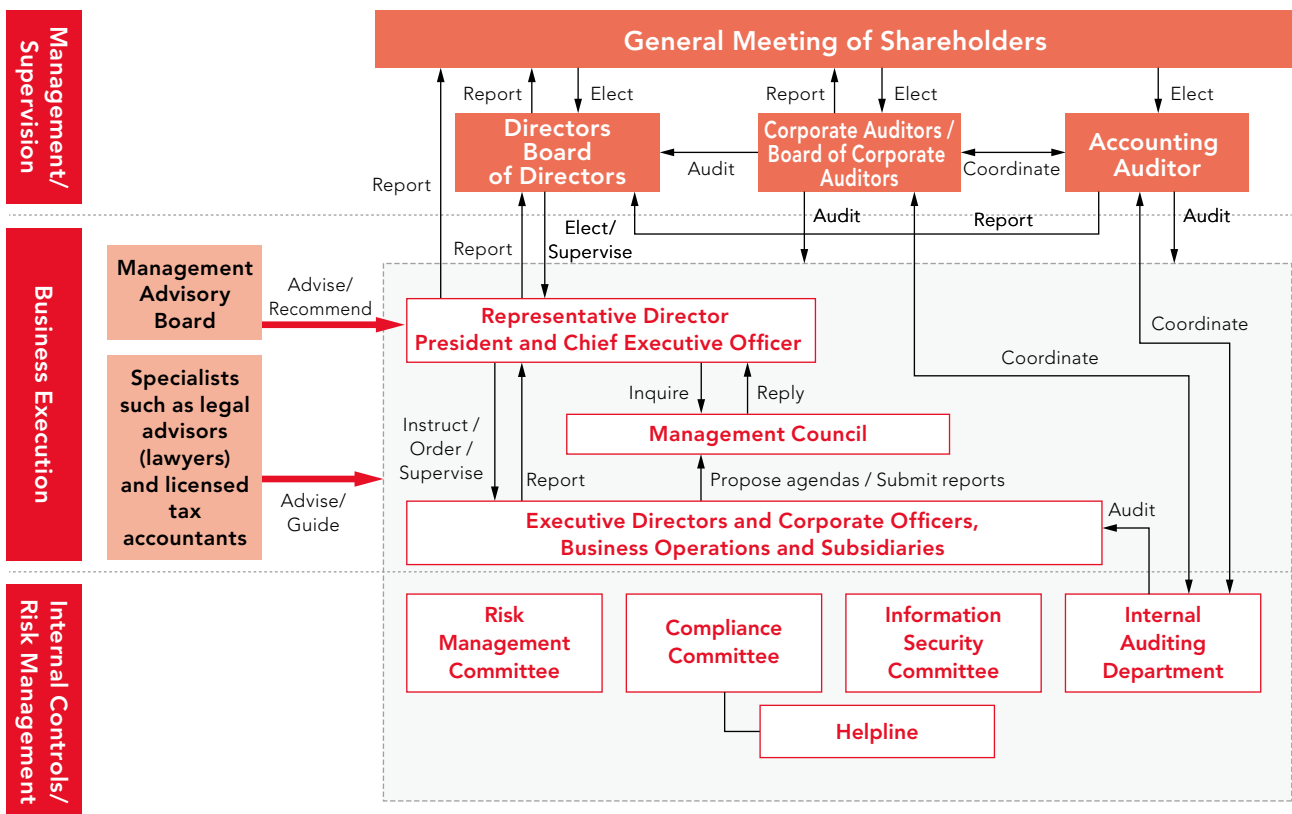 Management/
Supervision
General Meeting of Shareholders
Report
Elect
Report
Elect
Elect
Directors
Board
of Directors
Audit
Corporate Auditors /
Board of Corporate
Auditors
Coordinate
Accounting
Auditor
Report
Audit
Report
Audit
Business Execution
Report
Elect/
Supervise
Management
Advisory
Board
Advise/
Recommend
Representative Director
President and Chief Executive Officer
Coordinate
Coordinate
Specialists
such as legal
advisors
(lawyers)
and licensed
tax
accountants
Advise/
Guide
Inquire
Reply
Instruct /
Order /
Supervise
Management Council
Report
Propose agendas / Submit reports
Audit
Executive Directors and Corporate Officers,
Business Operations and Subsidiaries
Internal Controls/
Risk Management
Risk
Management
Committee
Compliance
Committee
Information
Security
Committee
Internal
Auditing
Department
Helpline